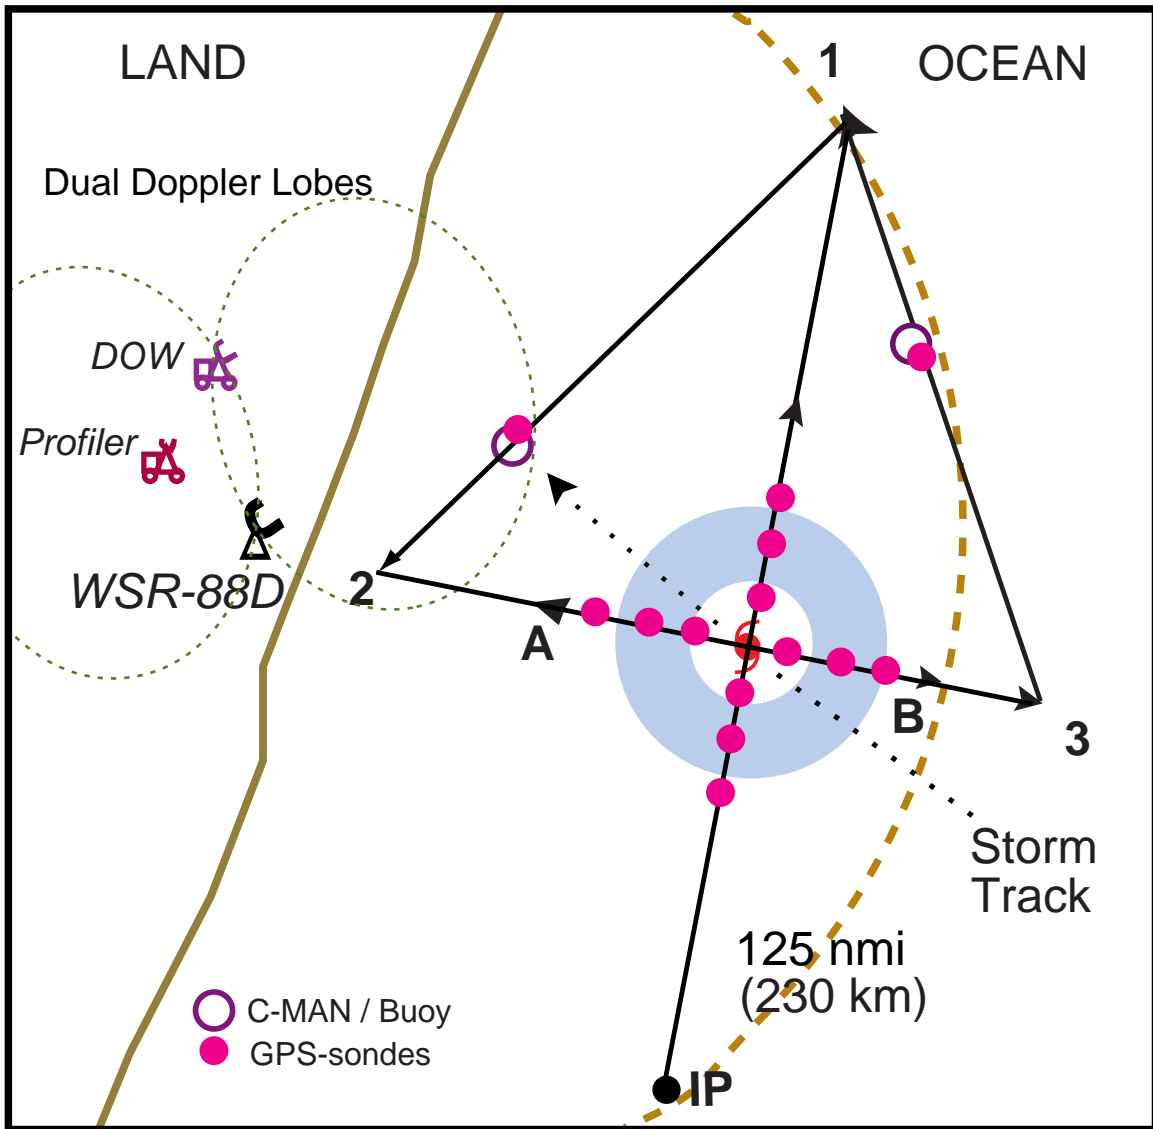 LAND
1
OCEAN
Dual Doppler Lobes
DOW
Profiler
WSR-88D
2
A
B
3
Storm
Track
125 nmi
(230 km)
C-MAN / Buoy
GPS-sondes
IP